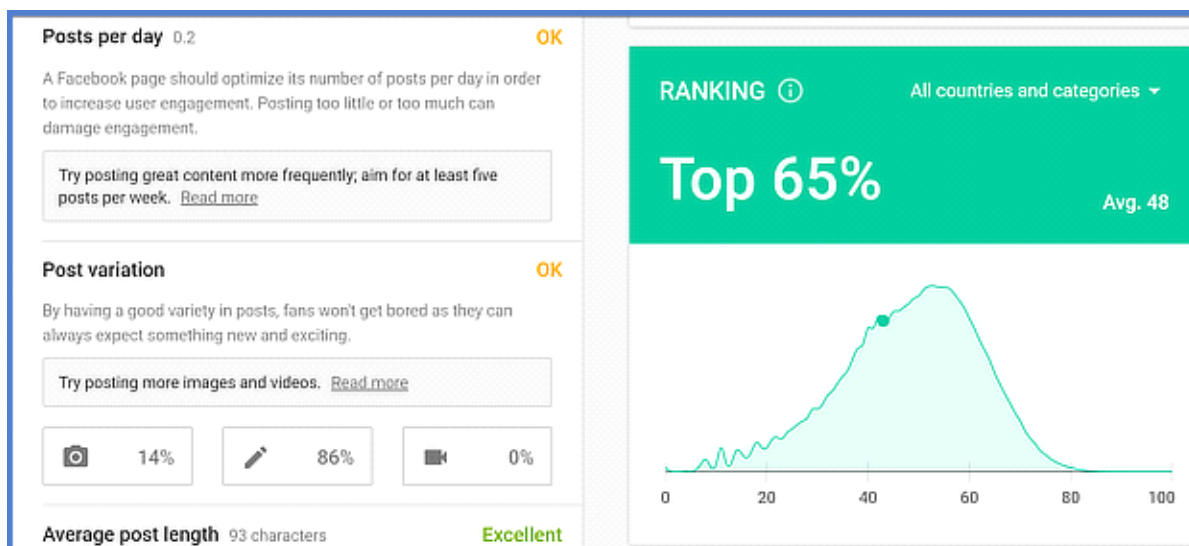 Posts per day 0.2 OK
A Facebook page should optimize its number of posts per day in order
to increase user engagement. Posting too little or too much can
damage engagement.
Try posting great content more frequently; aim for at least five
posts per week. Read more
Post variation OK
By having a good variety in posts, fans won't get bored as they can
always expect something new and exciting.
Try posting more images and videos. Read more
14% 86% 0%
Average post length 93 characters Excellent
RANKING All countries and categories
Top 65%
Avg. 48
0 20 40 60 80 100